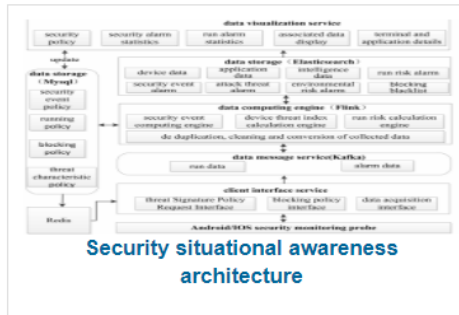 data visualization service
security policy
security alarm statistics
run alarm statistics
associated data display
terminal and application details
update
data storage (Mysql)
security event policy
running policy
blocking policy
threat characteristic policy
Redis
data storage (Elasticsearch)
device data
application data
intelligence data
run risk alarm
security event alarm
attack threat alarm
environmental risk alarm
blocking blacklist
data computing engine (Flink)
security event computing engine
device threat index calculation engine
run risk calculation engine
de duplication, cleaning and conversion of collected data
data message service(Kafka)
run data
alarm data
client interface service
threat Signature Policy Request Interface
blocking policy interface
data acquisition interface
Android/IOS security monitoring probe
Security situational awareness
architecture